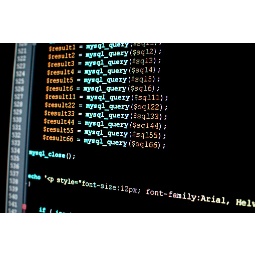 $result1 = mysql_query($sql1);
$result2 = mysql_query($sql2);
$result3 = mysql_query($sql3);
$result4 = mysql_query($sql4);
$result5 = mysql_query($sql5);
$result6 = mysql_query($sql6);
$result11 = mysql_query($sql11);
$result22 = mysql_query($sql22);
$result33 = mysql_query($sql33);
$result44 = mysql_query($sql44);
$result55 = mysql_query($sql55);
$result66 = mysql_query($sql66);
mysql_close();
echo '<p style="font-size:12px; font-family:Arial, Helv
if (